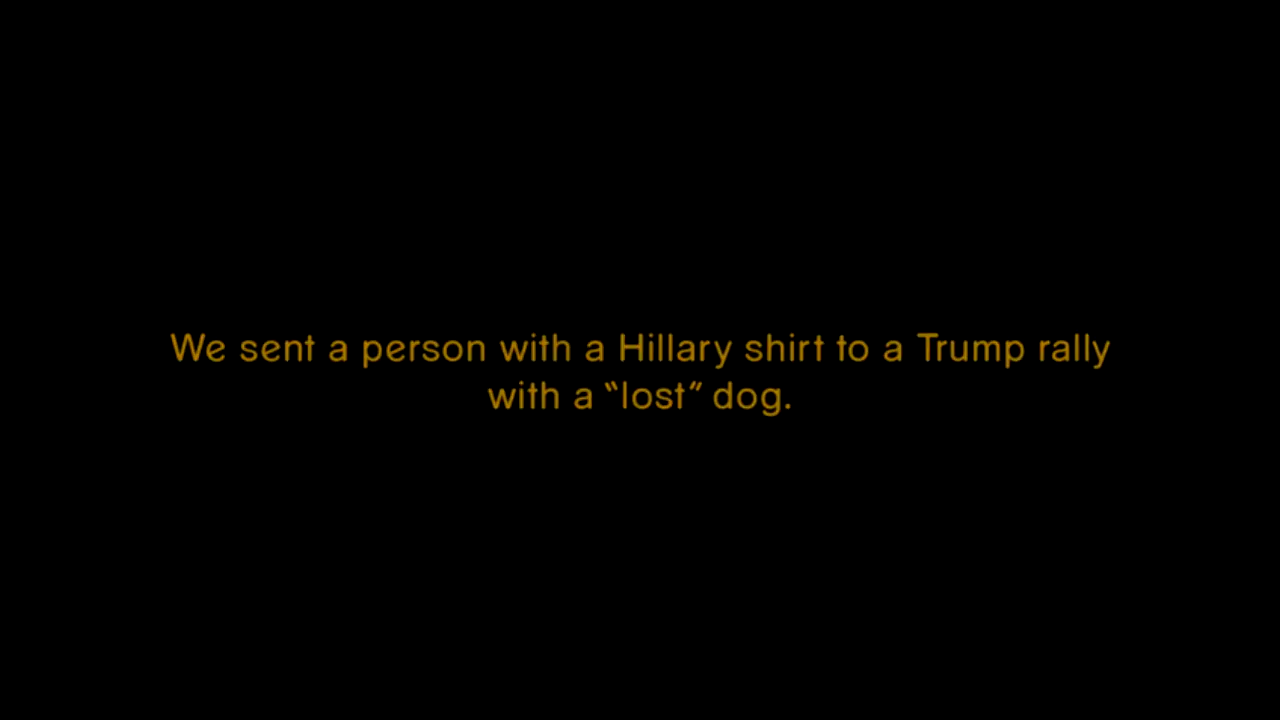 We sent a person with a Hillary shirt to a Trump rally
with a “lost” dog.